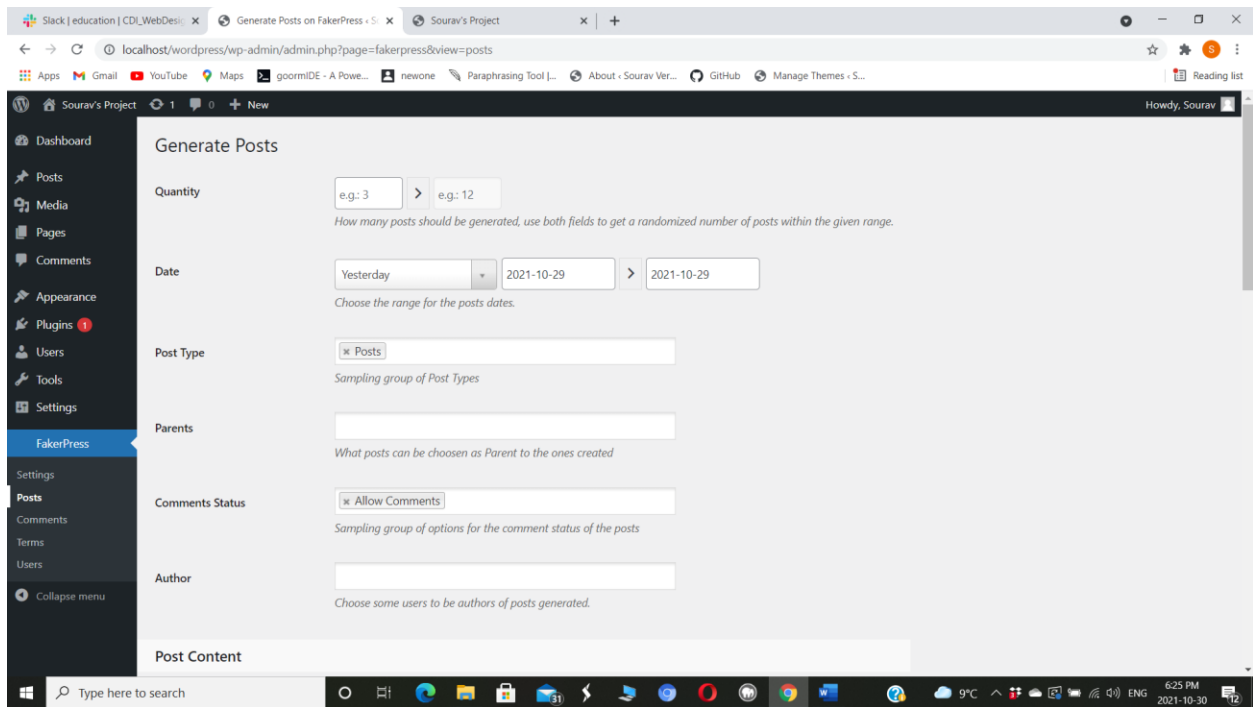 Slack | education | CDI_WebDesig
Generate Posts on FakerPress ‹ S
Sourav's Project
localhost/wordpress/wp-admin/admin.php?page=fakerpress&view=posts
Apps Gmail YouTube Maps goormIDE - A Powe... newone Paraphrasing Tool |... About ‹ Sourav Ver... GitHub Manage Themes ‹ S... Reading list
Sourav's Project 1 0 + New Howdy, Sourav
Dashboard
Posts
Media
Pages
Comments
Appearance
Plugins 1
Users
Tools
Settings
FakerPress
Settings
Posts
Comments
Terms
Users
Collapse menu
Generate Posts
Quantity e.g.: 3 e.g.: 12
How many posts should be generated, use both fields to get a randomized number of posts within the given range.
Date Yesterday 2021-10-29 2021-10-29
Choose the range for the posts dates.
Post Type × Posts
Sampling group of Post Types
Parents
What posts can be choosen as Parent to the ones created
Comments Status × Allow Comments
Sampling group of options for the comment status of the posts
Author
Choose some users to be authors of posts generated.
Post Content
Type here to search
31
9°C ENG 6:25 PM
2021-10-30
12